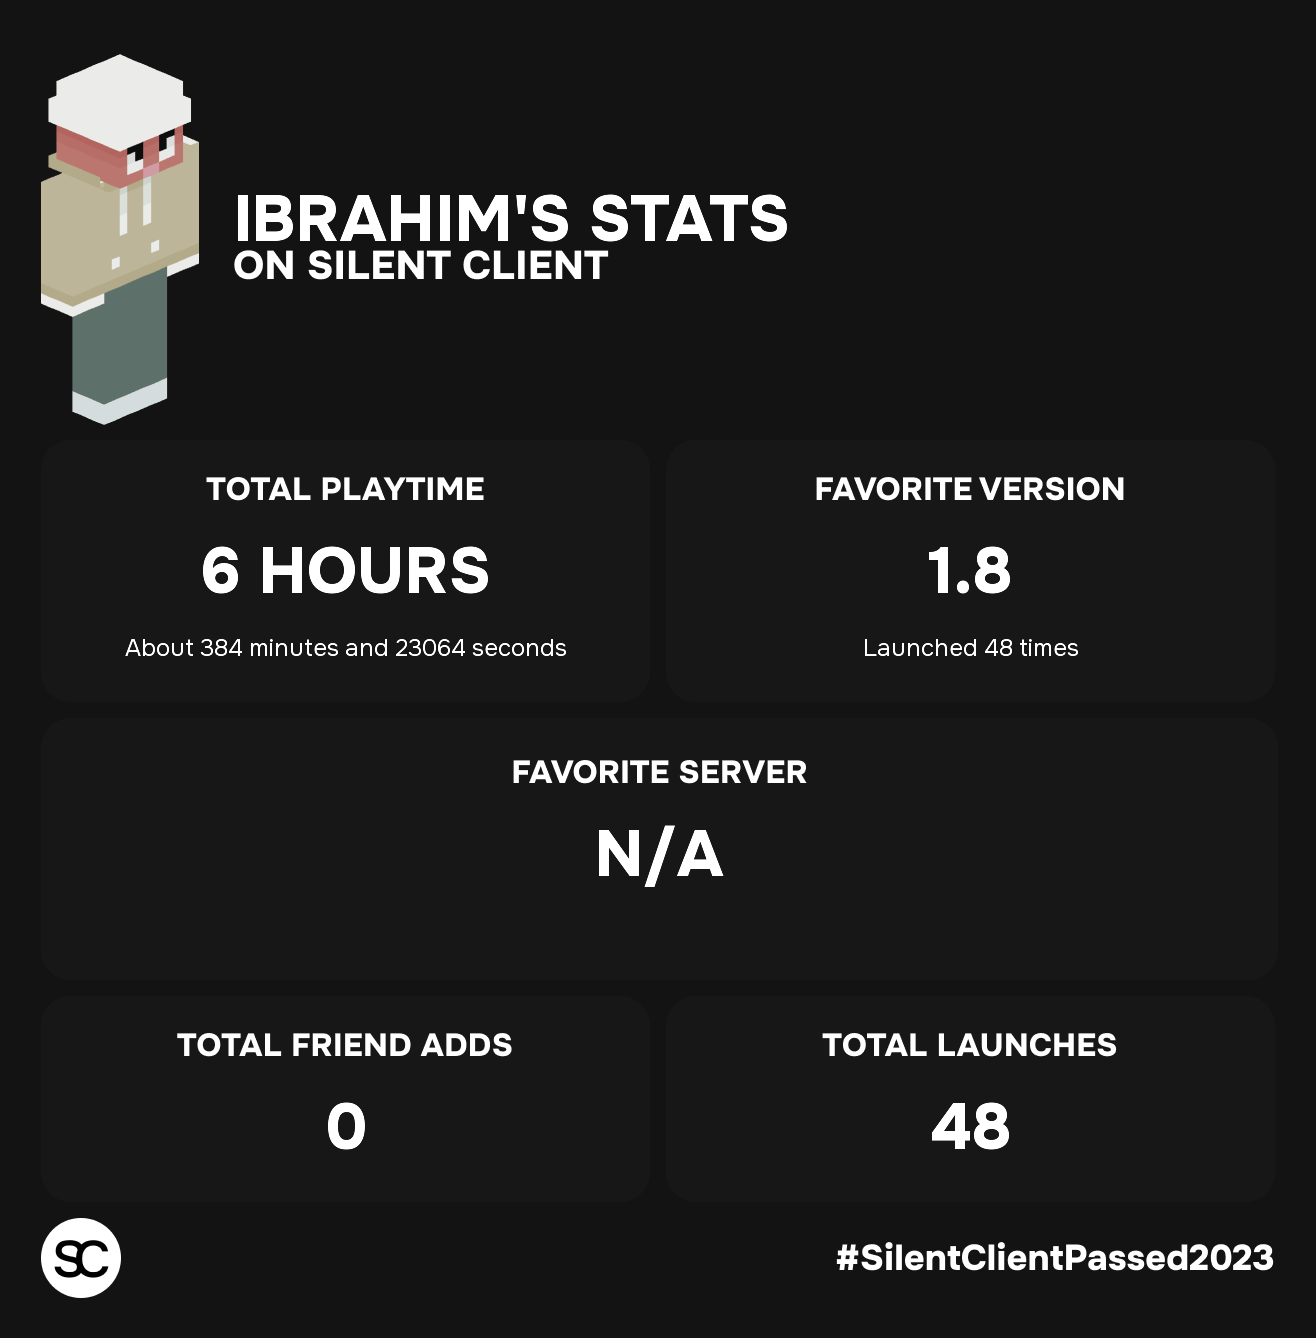 IBRAHIM'S STATS
ON SILENT CLIENT
TOTAL PLAYTIME
6 HOURS
About 384 minutes and 23064 seconds
FAVORITE VERSION
1.8
Launched 48 times
FAVORITE SERVER
N/A
TOTAL FRIEND ADDS
0
TOTAL LAUNCHES
48
SC
#SilentClientPassed2023